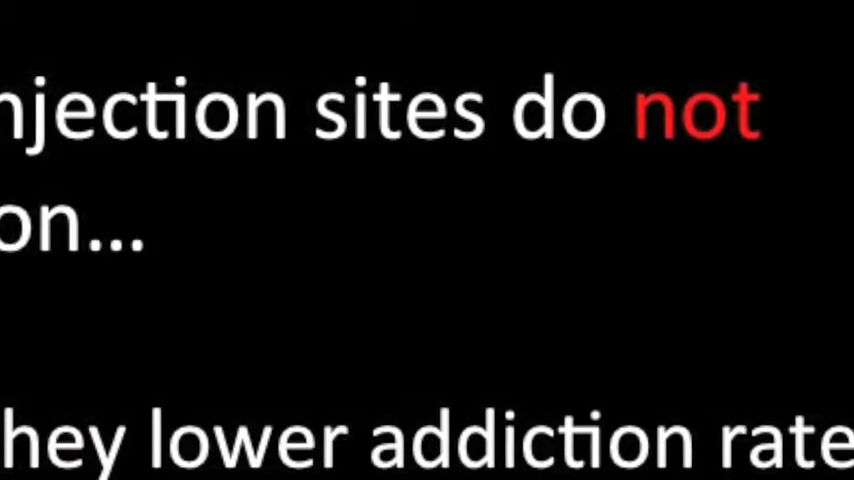 njection sites do not
on...
hey lower addiction rate